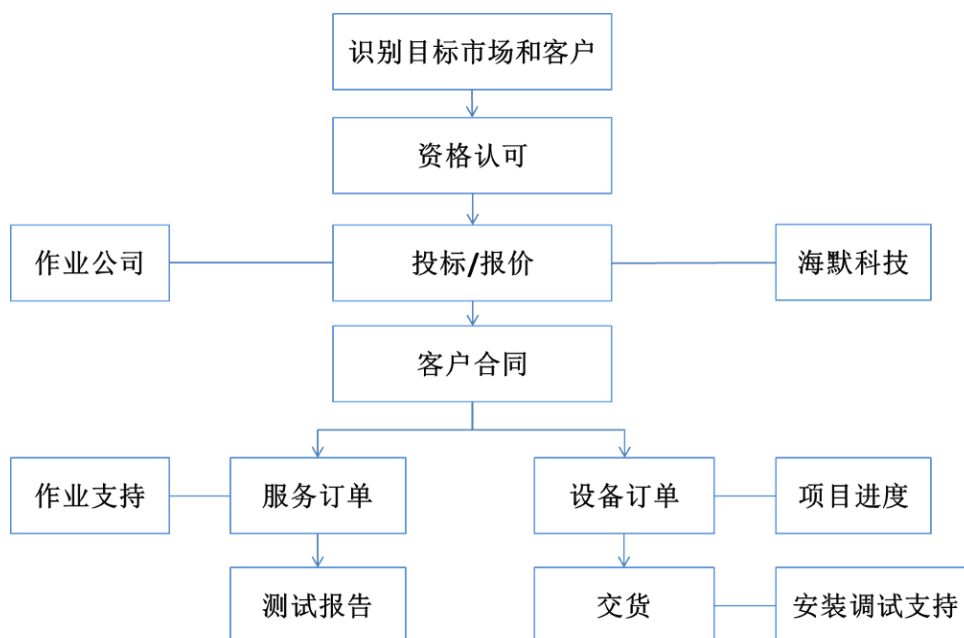 识别目标市场和客户
资格认可
作业公司
投标/报价
海默科技
客户合同
作业支持
服务订单
设备订单
项目进度
测试报告
交货
安装调试支持